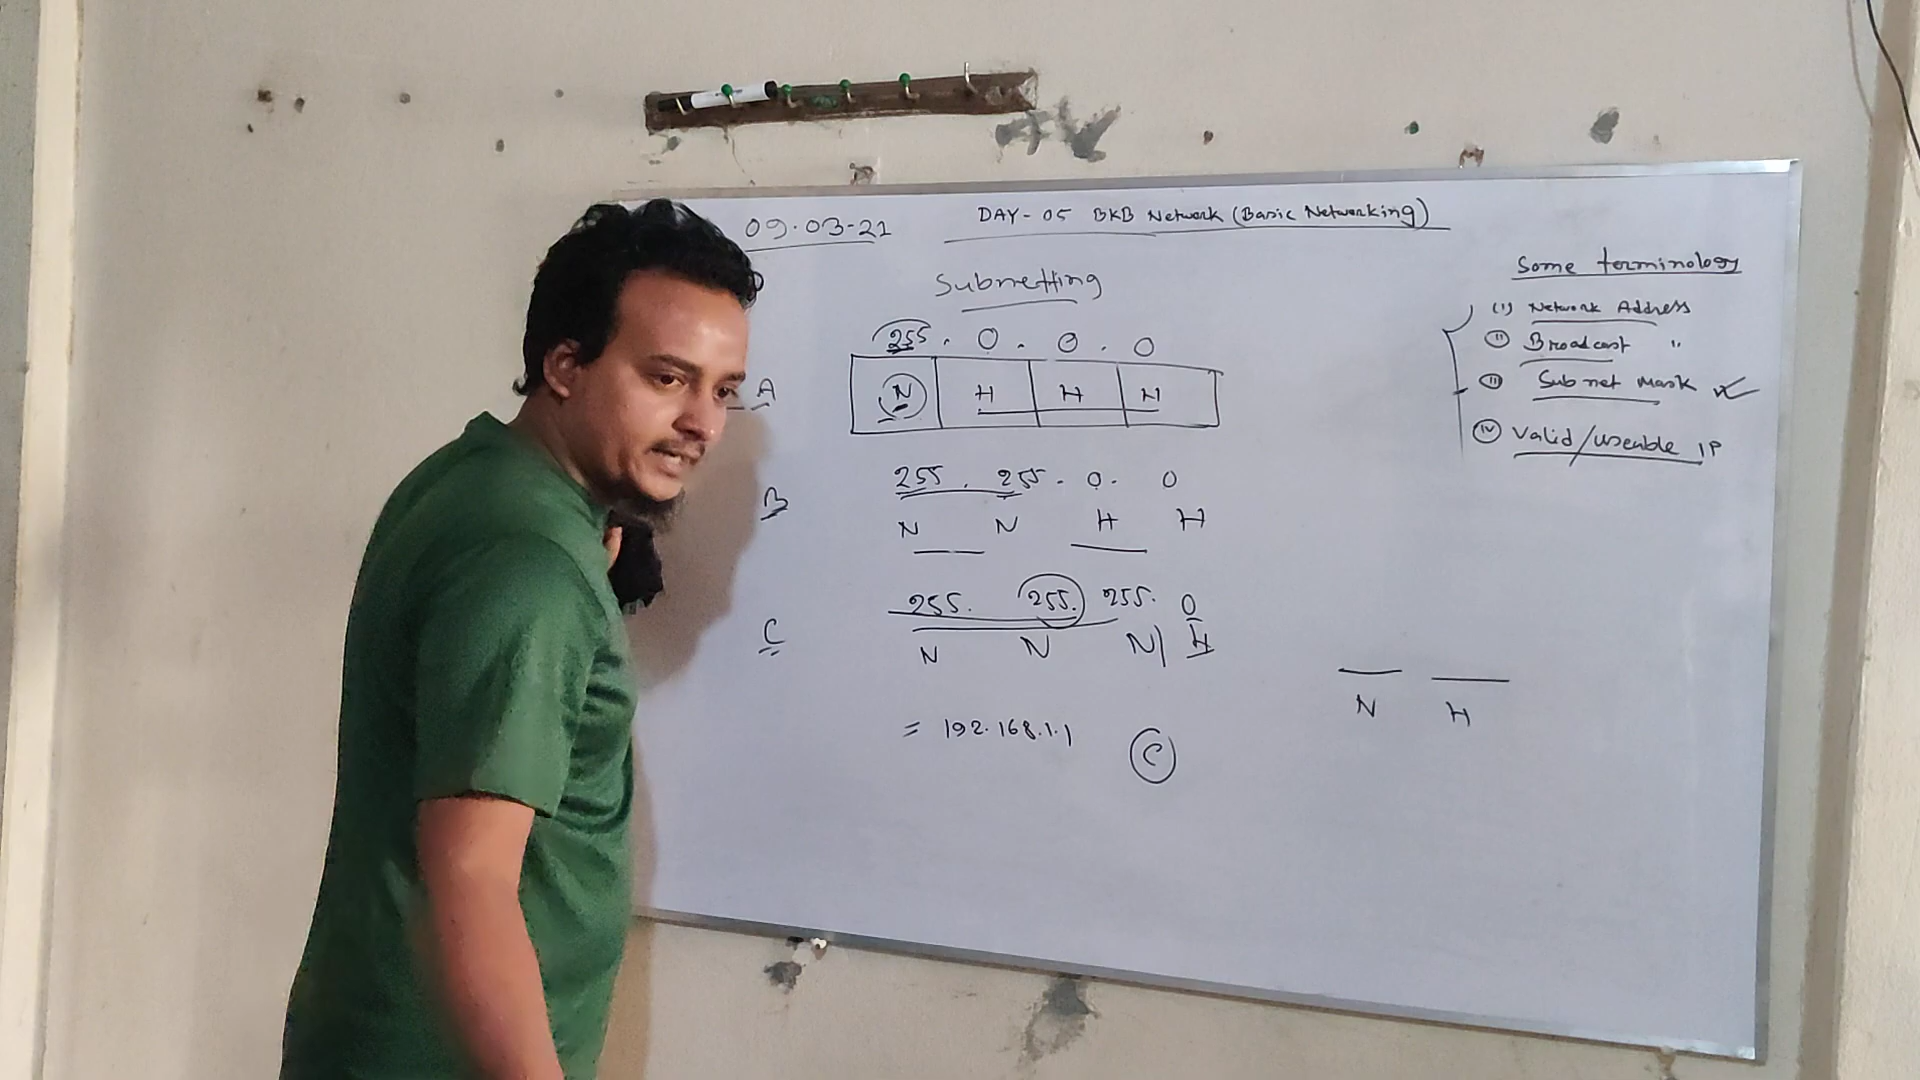 09.03-21
DAY-05 BKB Network (Basic Networking)
Subnetting
255.0.0.0
A
N H H H
255.255.0.0
B
N N H H
255.255.255.0
C
N N N H
= 192.168.1.1 C
Some terminology
(i) Network Address
(ii) Broadcast "
(iii) Subnet Mask ✓
(iv) Valid/useable IP
N H